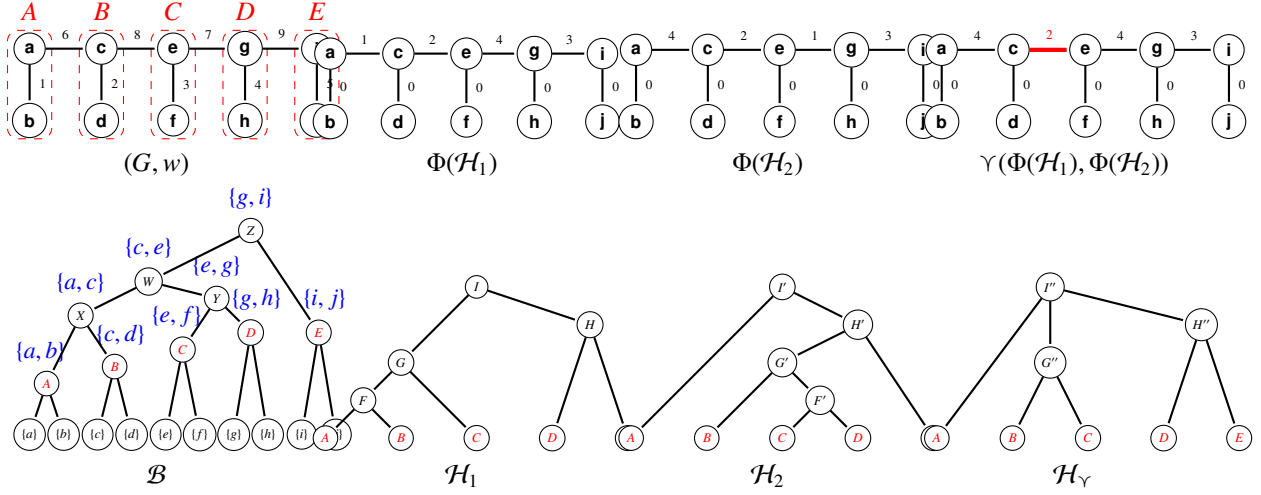 A B C D E
6 8 7 9 1 2 4 3 4 2 1 3 4 2 4 3
a c e g a c e g i a c e g i a c e g i
1 2 3 4 5 0 0 0 0 0 0 0 0 0 0 0 0 0 0 0
b d f h b d f h j b d f h j b d f h j
(G, w) Φ(ℋ₁) Φ(ℋ₂) ⋎(Φ(ℋ₁), Φ(ℋ₂))
{g, i}
Z
{c, e}
{e, g}
W
{a, c}
Y {g, h} {i, j}
X {e, f}
{c, d} D E
{a, b} C
B
A
{a} {b} {c} {d} {e} {f} {g} {h} {i}
I
H
G
F
A B C D
I′
H′
G′
F′
A B C D
I′′
H′′
G′′
A B C D E
ℬ ℋ₁ ℋ₂ ℋ⋎